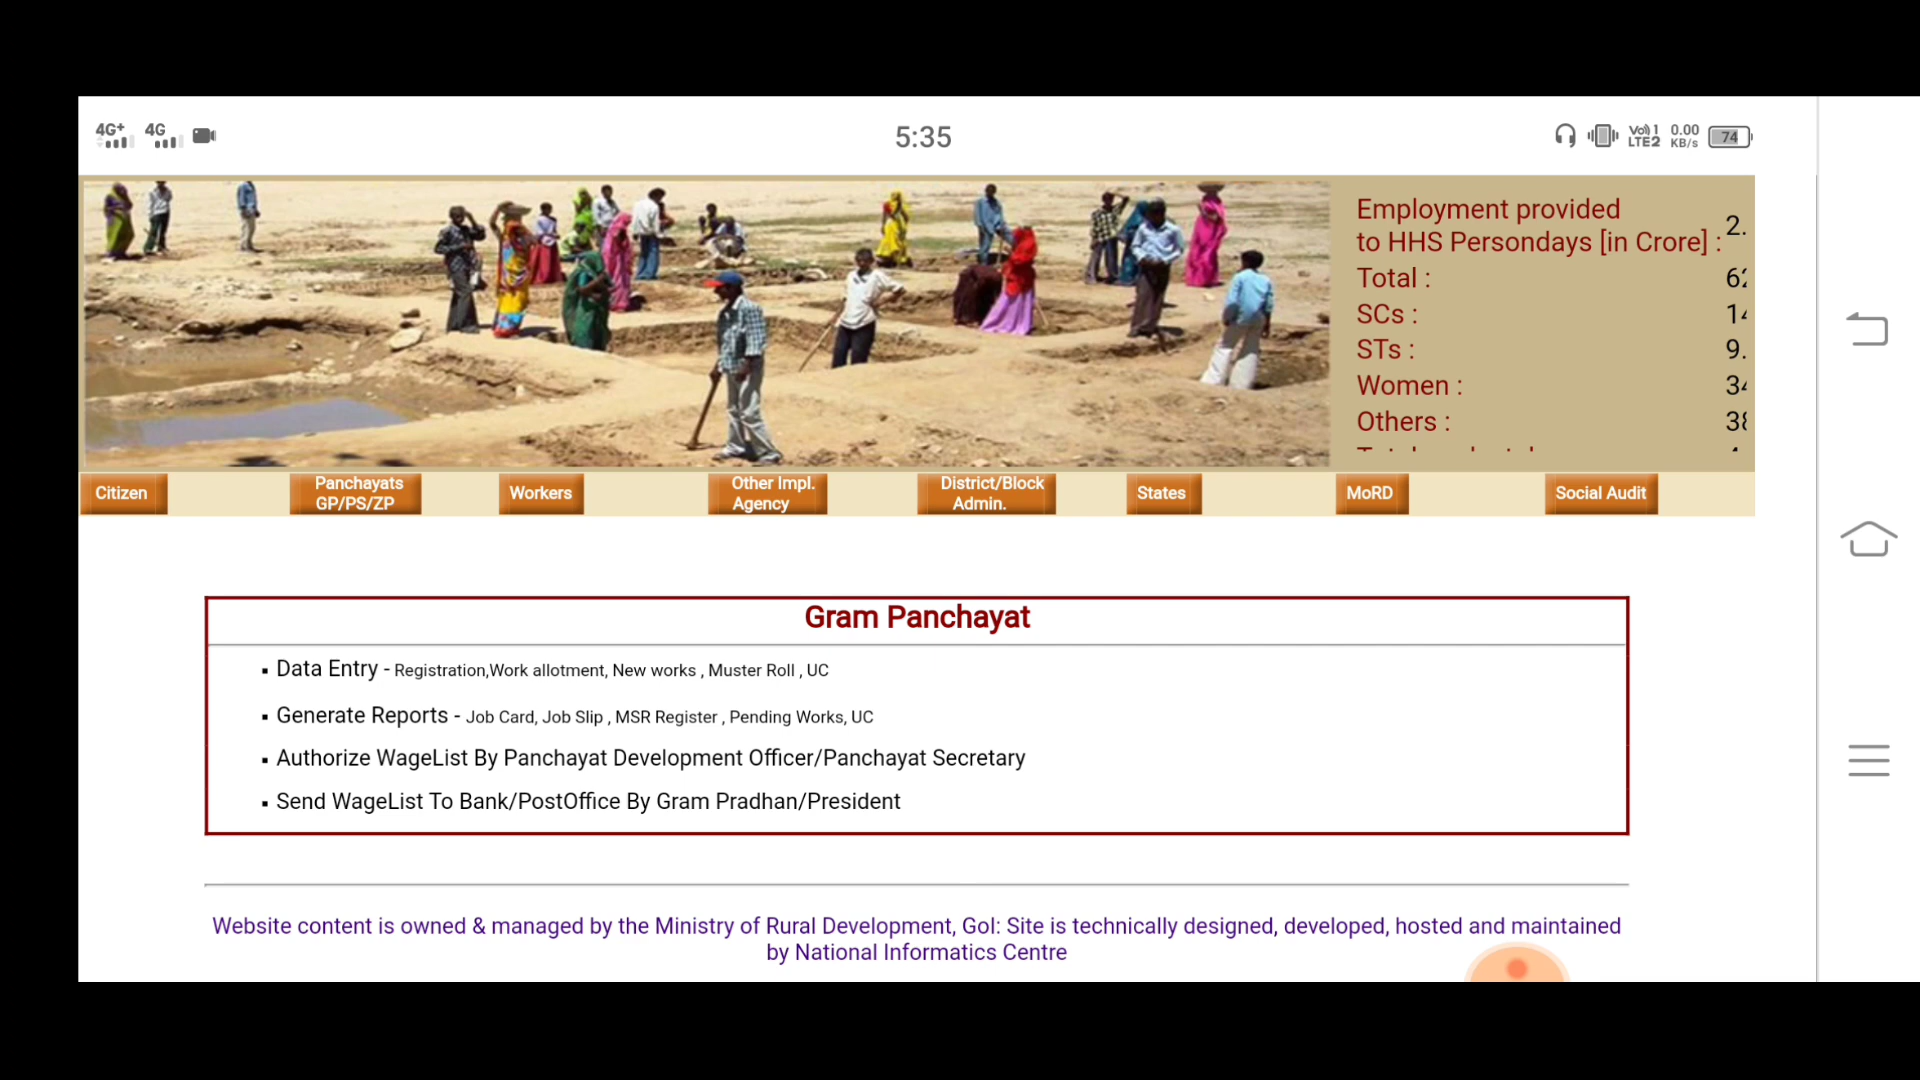 4G+ 4G
5:35
Vo) 1 LTE2 0.00 KB/s 74
Employment provided
to HHS Persondays [in Crore] : 2.
Total :
SCs :
STs : 9.
Women :
Others :
Citizen
Panchayats
GP/PS/ZP
Workers
Other Impl.
Agency
District/Block
Admin.
States
MoRD
Social Audit
Gram Panchayat
▪ Data Entry - Registration,Work allotment, New works , Muster Roll , UC
▪ Generate Reports - Job Card, Job Slip , MSR Register , Pending Works, UC
▪ Authorize WageList By Panchayat Development Officer/Panchayat Secretary
▪ Send WageList To Bank/PostOffice By Gram Pradhan/President
Website content is owned & managed by the Ministry of Rural Development, GoI: Site is technically designed, developed, hosted and maintained
by National Informatics Centre